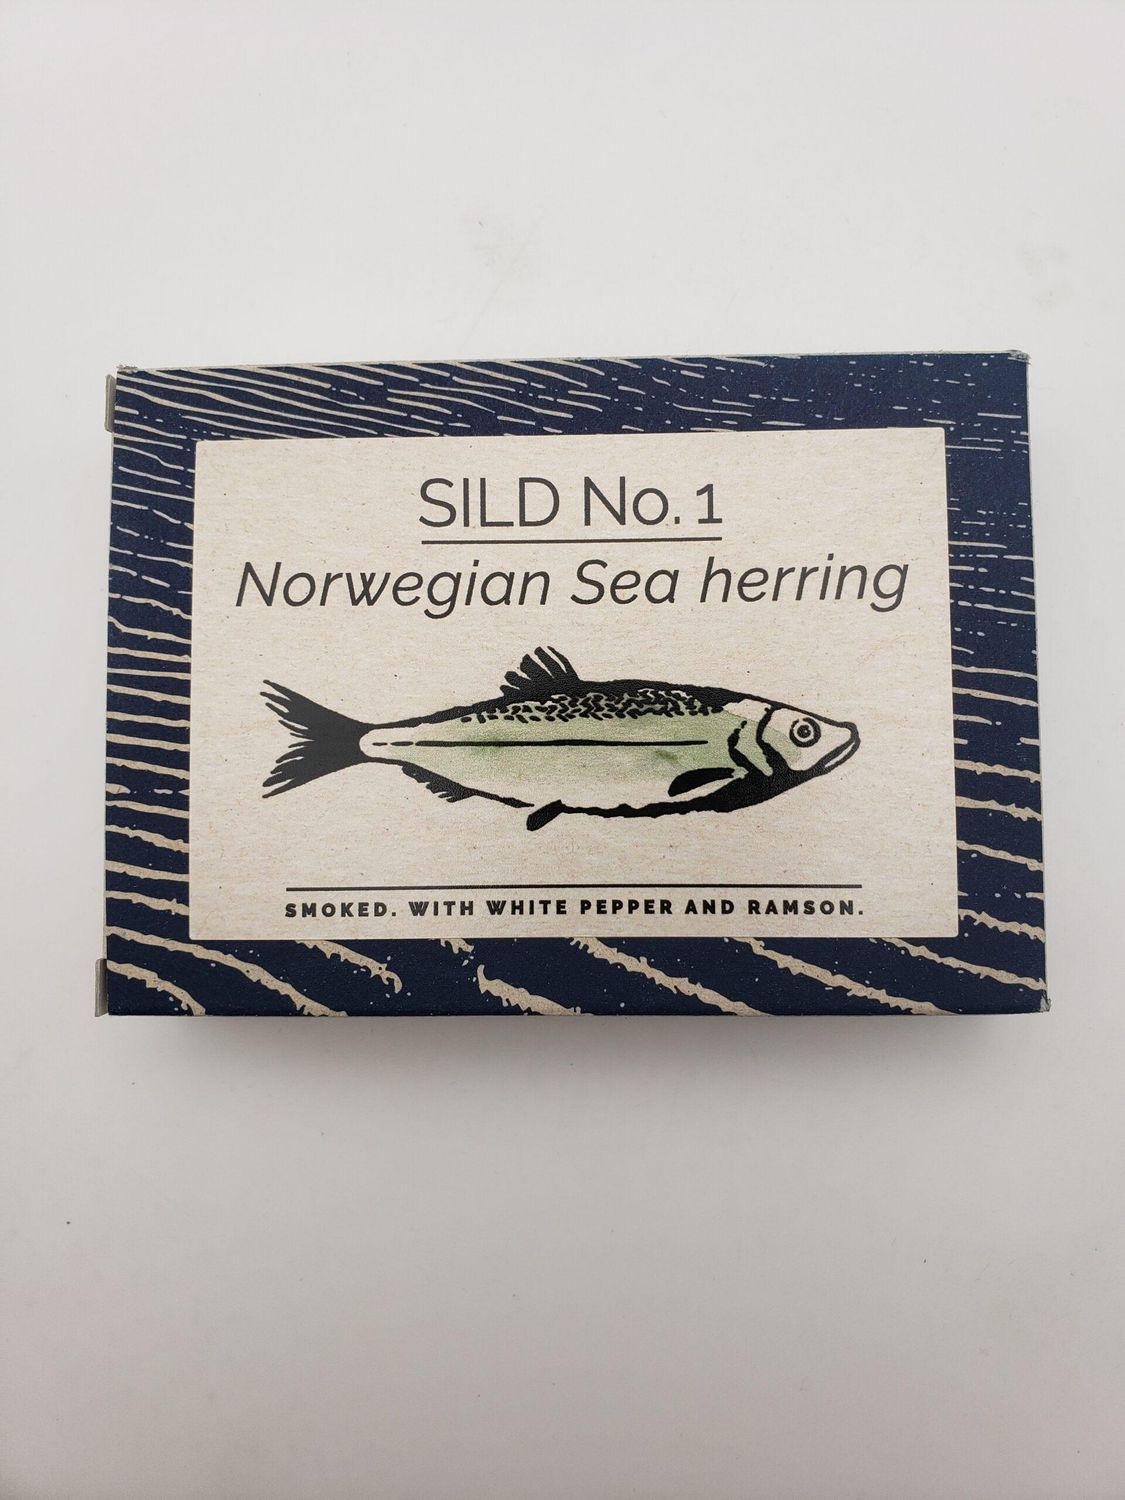 SILD No. 1
Norwegian Sea herring
SMOKED. WITH WHITE PEPPER AND RAMSON.